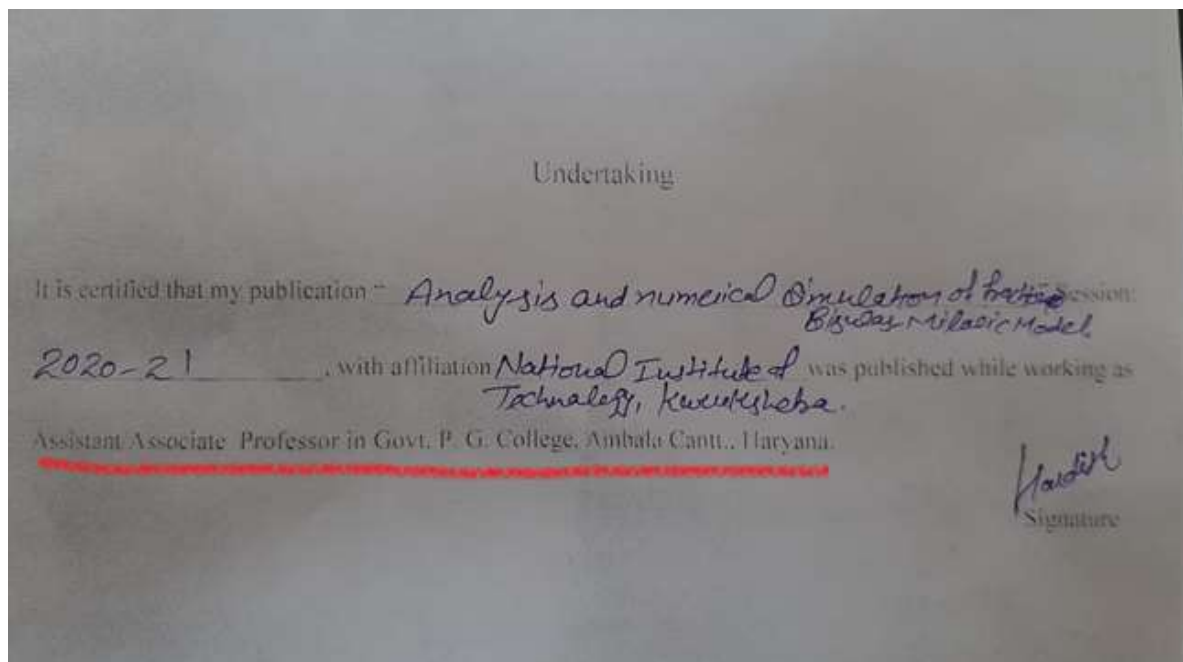 Undertaking
It is certified that my publication " Analysis and numerical Simulation of Session:
Biswas Milovic Model.
2020-21 , with affiliation National Institute of was published while working as
Technology, Kurukshetra.
Assistant Associate Professor in Govt. P. G. College, Ambala Cantt., Haryana.
Signature